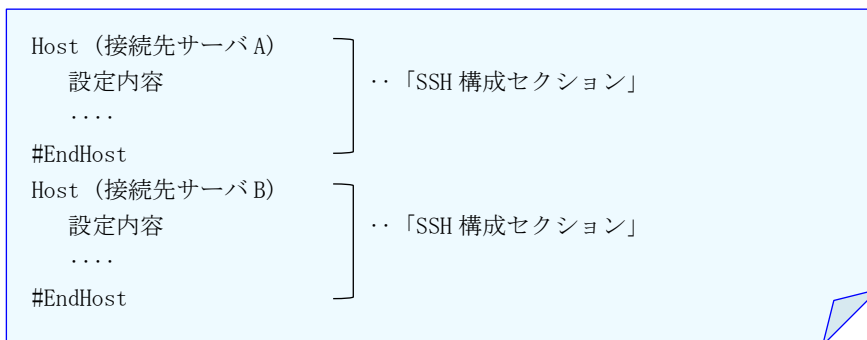 Host (接続先サーバA)
設定内容 ‥「SSH構成セクション」
‥‥
#EndHost
Host (接続先サーバB)
設定内容 ‥「SSH構成セクション」
‥‥
#EndHost